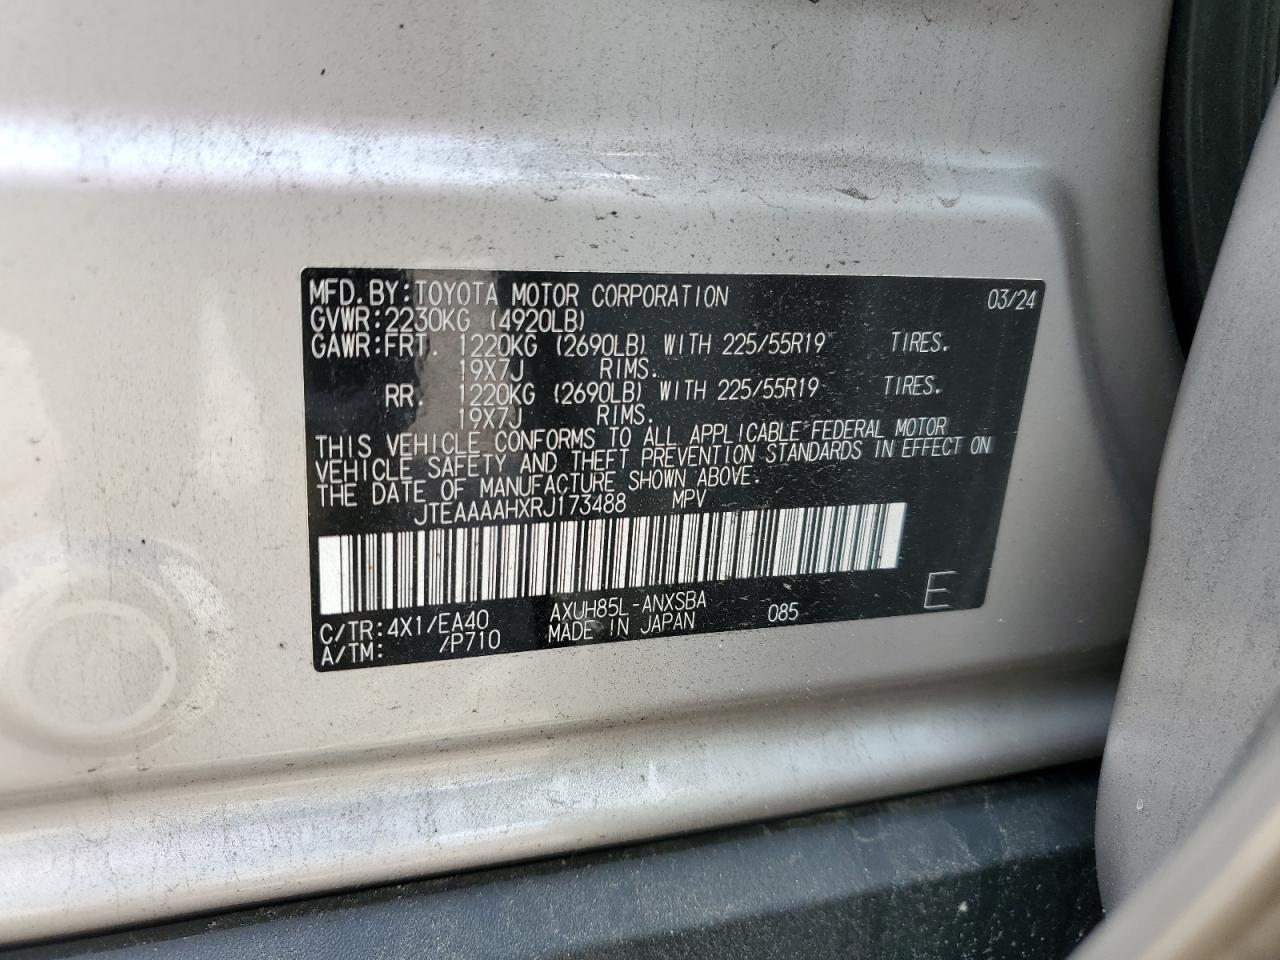 MFD.BY:TOYOTA MOTOR CORPORATION 03/24
GVWR:2230KG (4920LB)
GAWR:FRT. 1220KG (2690LB) WITH 225/55R19 TIRES.
19X7J RIMS.
RR. 1220KG (2690LB) WITH 225/55R19 TIRES.
19X7J RIMS.
THIS VEHICLE CONFORMS TO ALL APPLICABLE FEDERAL MOTOR
VEHICLE SAFETY AND THEFT PREVENTION STANDARDS IN EFFECT ON
THE DATE OF MANUFACTURE SHOWN ABOVE.
JTEAAAAHXRJ173488 MPV
C/TR:4X1/EA40 AXUH85L-ANXSBA 085 E
A/TM: /P710 MADE IN JAPAN